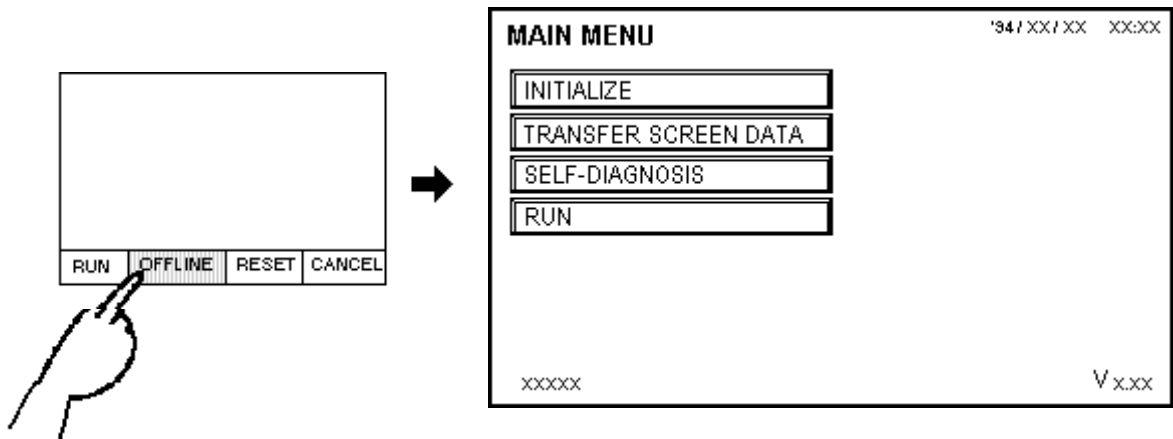 RUN OFFLINE RESET CANCEL
MAIN MENU '94/XX/XX XX:XX
INITIALIZE
TRANSFER SCREEN DATA
SELF-DIAGNOSIS
RUN
XXXXX V X.XX